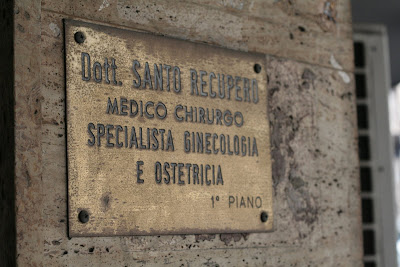 Dott. SANTO RECUPERO
MEDICO CHIRURGO
SPECIALISTA GINECOLOGIA
E OSTETRICIA
1° PIANO